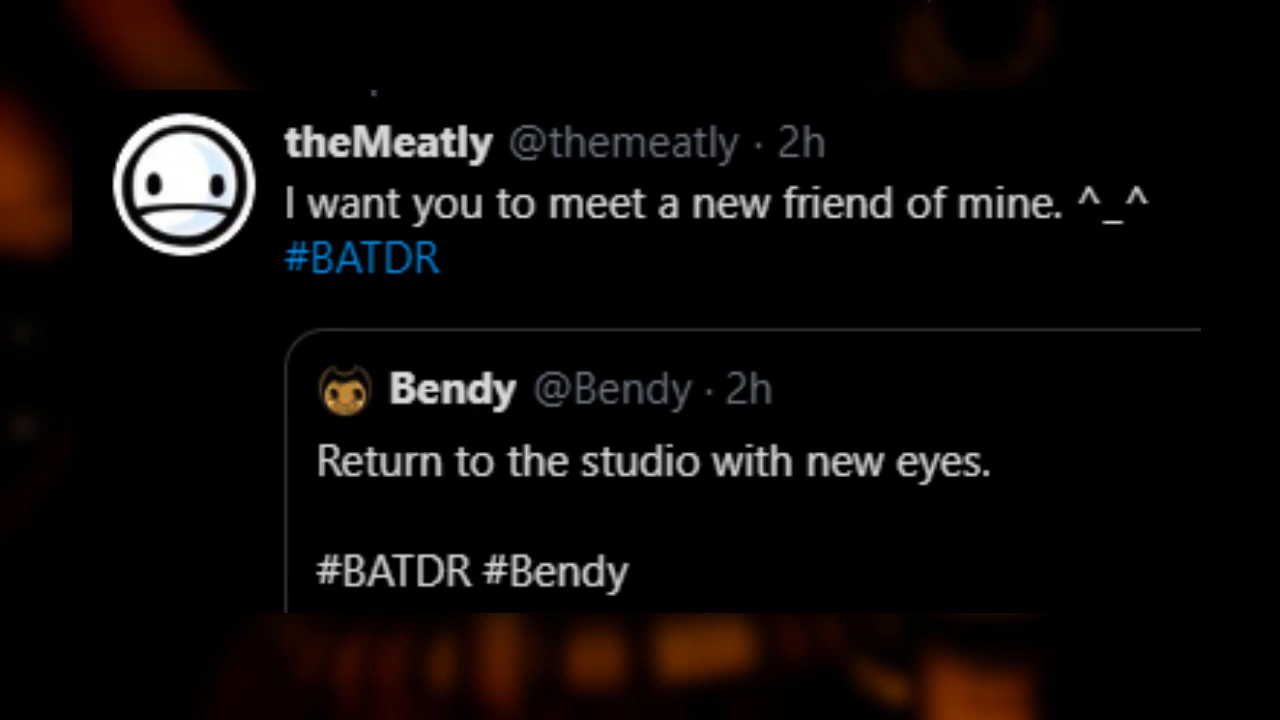 theMeatly @themeatly · 2h
I want you to meet a new friend of mine. ^_^
#BATDR
Bendy @Bendy · 2h
Return to the studio with new eyes.
#BATDR #Bendy